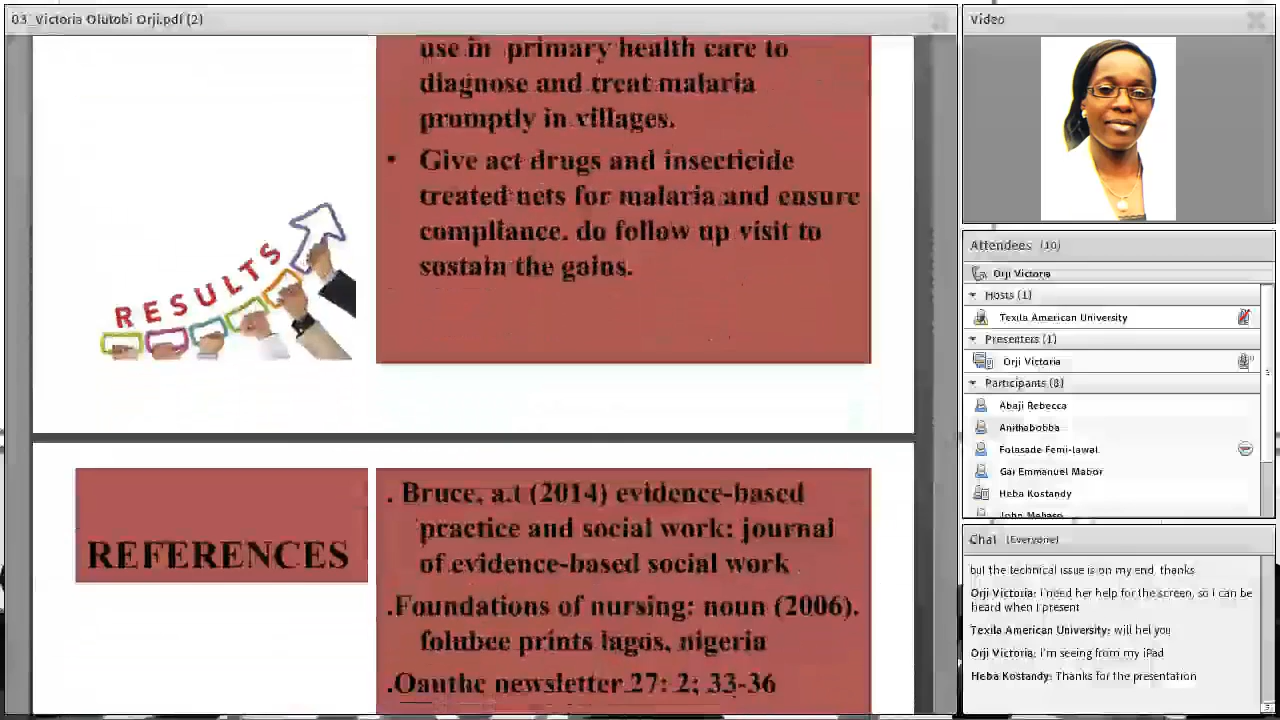 03_Victoria Olutobi Orji.pdf (2)
use in primary health care to
diagnose and treat malaria
promptly in villages.
• Give act drugs and insecticide
treated nets for malaria and ensure
compliance. do follow up visit to
sustain the gains.
RESULTS
REFERENCES
. Bruce, a.t (2014) evidence-based
practice and social work: journal
of evidence-based social work
.Foundations of nursing: noun (2006).
folubee prints lagos, nigeria
.Oauthc newsletter 27: 2; 33-36
Video
Attendees (10)
Orji Victoria
Hosts (1)
Texila American University
Presenters (1)
Orji Victoria
Participants (8)
Abaji Rebecca
Anithabobba
Folasade Femi-lawal
Gai Emmanuel Mabor
Heba Kostandy
Chat (Everyone)
but the technical issue is on my end, thanks
Orji Victoria: I need her help for the screen, so I can be
heard when I present
Texila American University: will hel you
Orji Victoria: I'm seeing from my iPad
Heba Kostandy: Thanks for the presentation